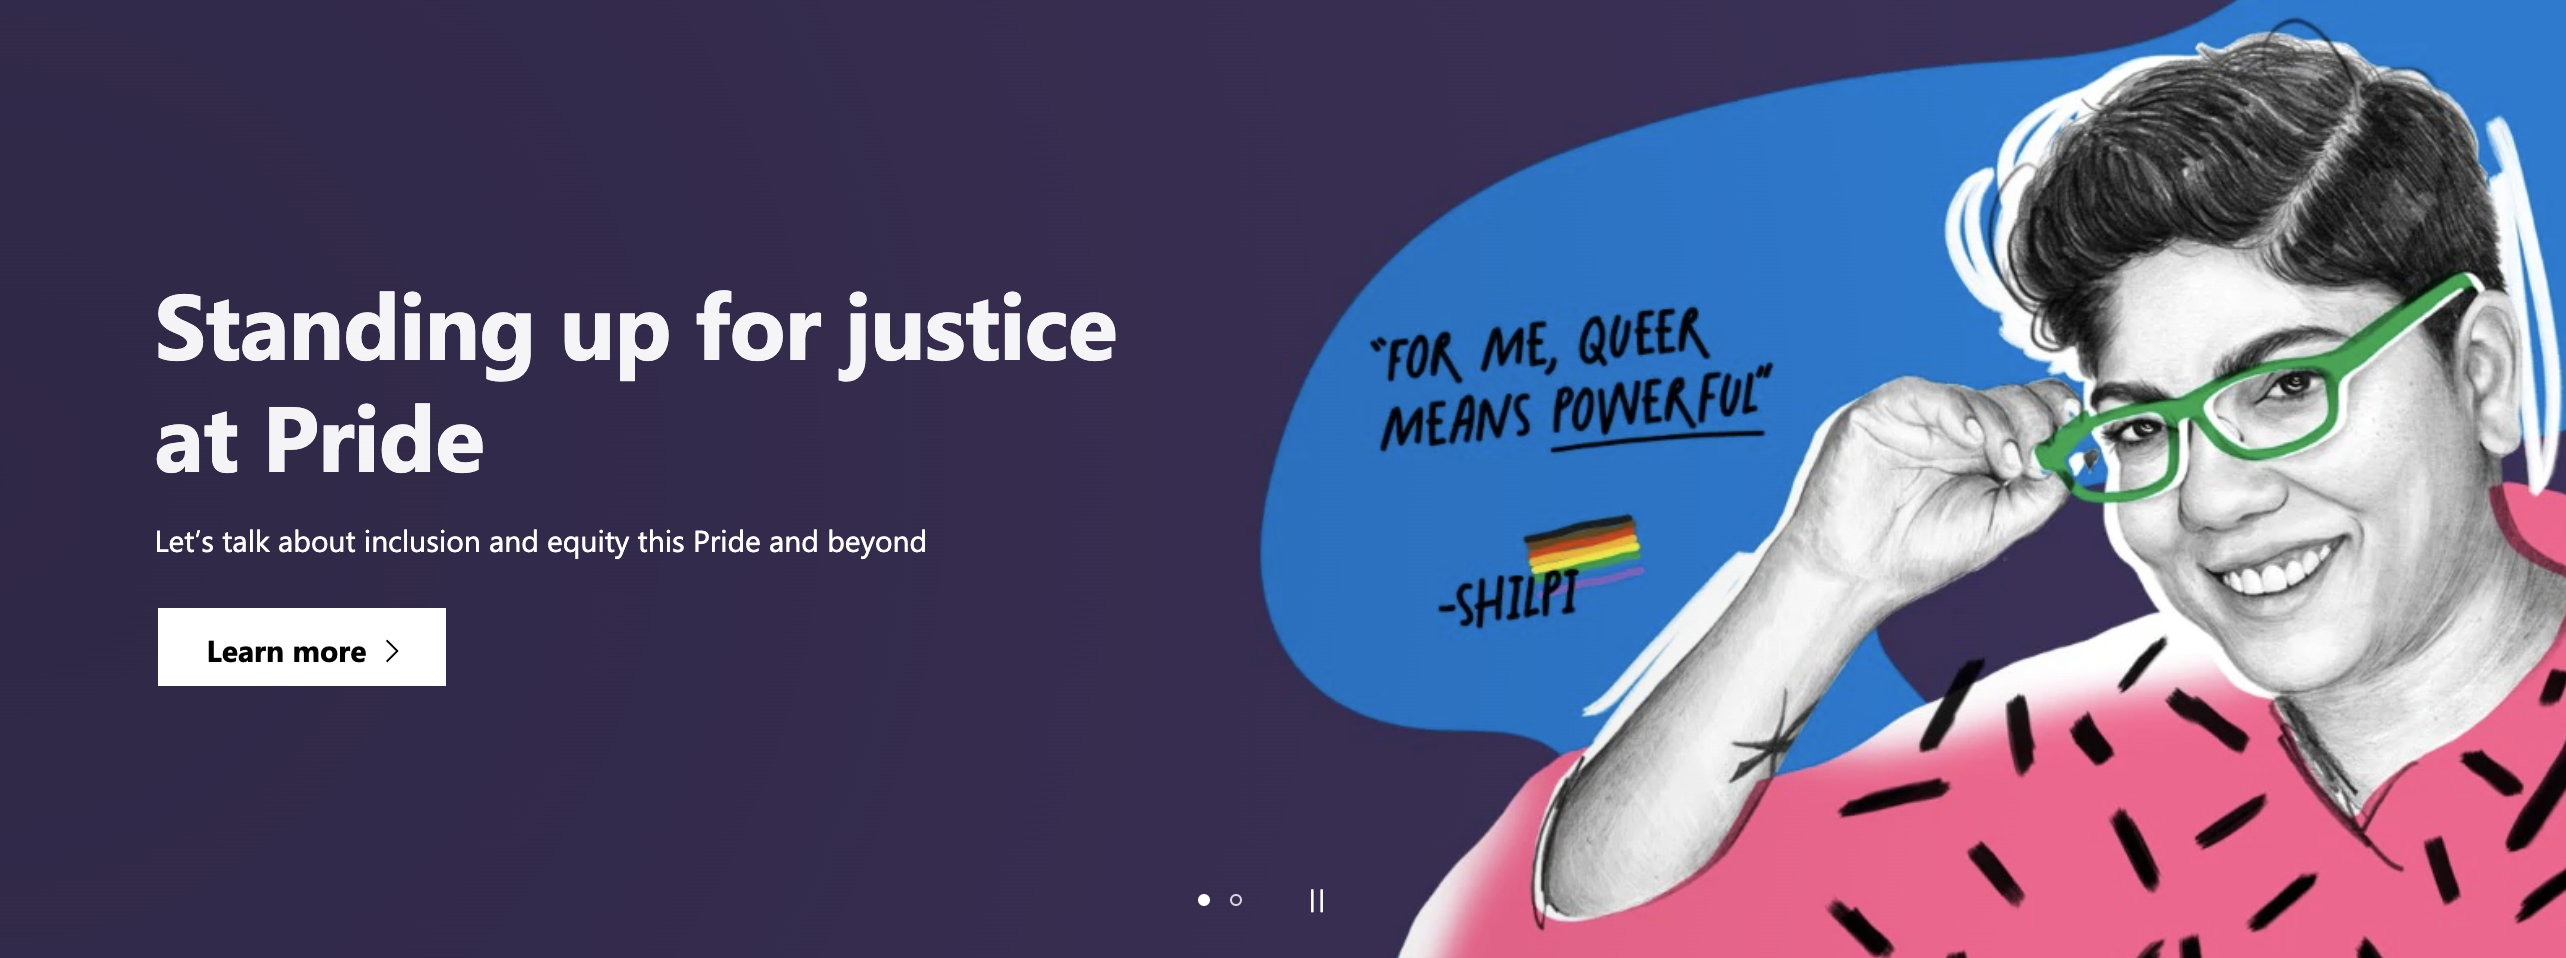 Standing up for justice
at Pride
Let’s talk about inclusion and equity this Pride and beyond
Learn more
“FOR ME, QUEER
MEANS POWERFUL”
-SHILPI